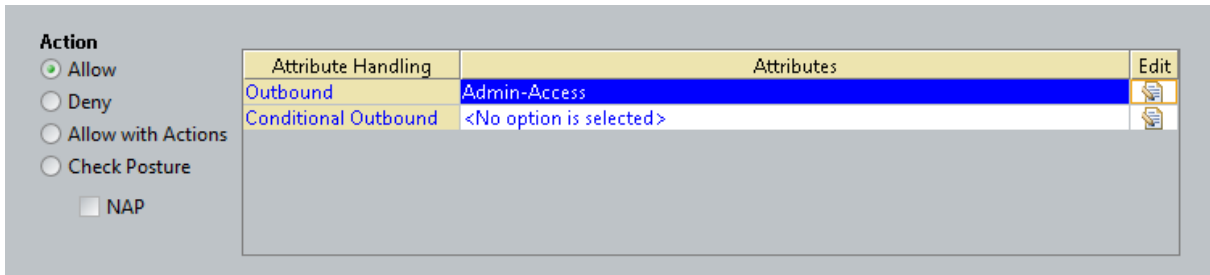 Action
Allow
Deny
Allow with Actions
Check Posture
NAP
Attribute Handling Attributes Edit
Outbound Admin-Access
Conditional Outbound <No option is selected>